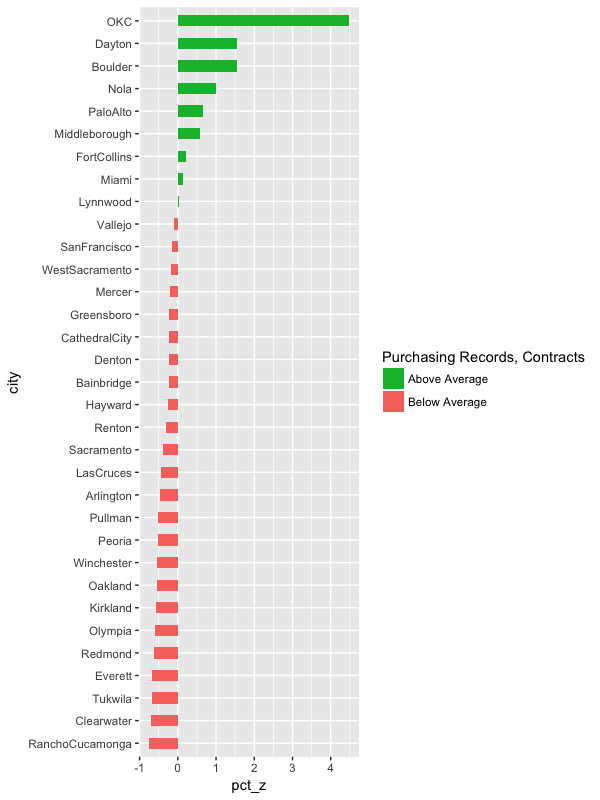 OKC
Dayton
Boulder
Nola
PaloAlto
Middleborough
FortCollins
Miami
Lynnwood
Vallejo
SanFrancisco
WestSacramento
Mercer
Greensboro
CathedralCity
Denton
Bainbridge
Hayward
Renton
Sacramento
LasCruces
Arlington
Pullman
Peoria
Winchester
Oakland
Kirkland
Olympia
Redmond
Everett
Tukwila
Clearwater
RanchoCucamonga
city
-1 0 1 2 3 4
pct_z
Purchasing Records, Contracts
Above Average
Below Average